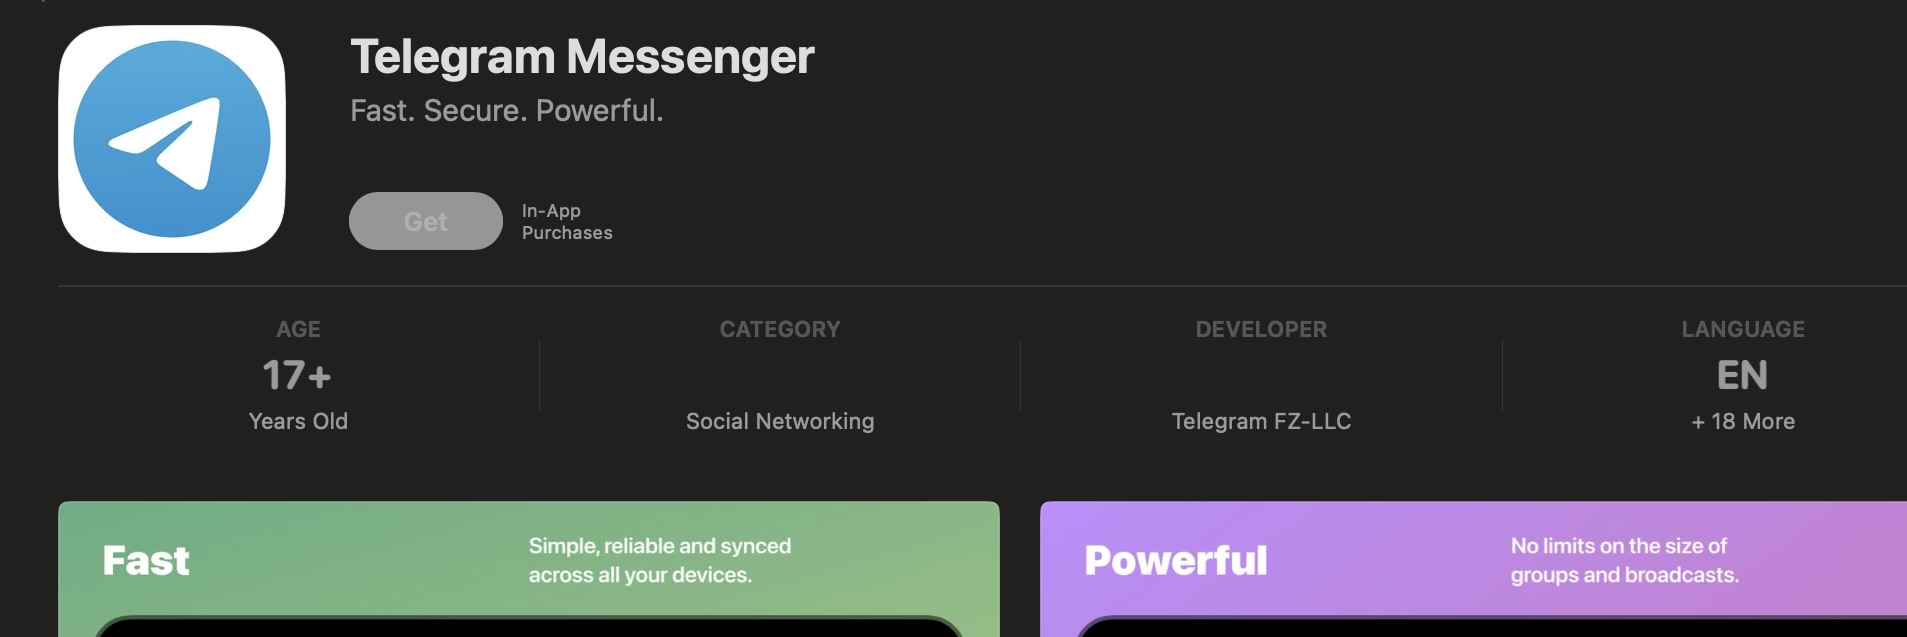 Telegram Messenger
Fast. Secure. Powerful.
Get
In-App
Purchases
AGE
17+
Years Old
CATEGORY
Social Networking
DEVELOPER
Telegram FZ-LLC
LANGUAGE
EN
+ 18 More
Fast
Simple, reliable and synced
across all your devices.
Powerful
No limits on the size of
groups and broadcasts.